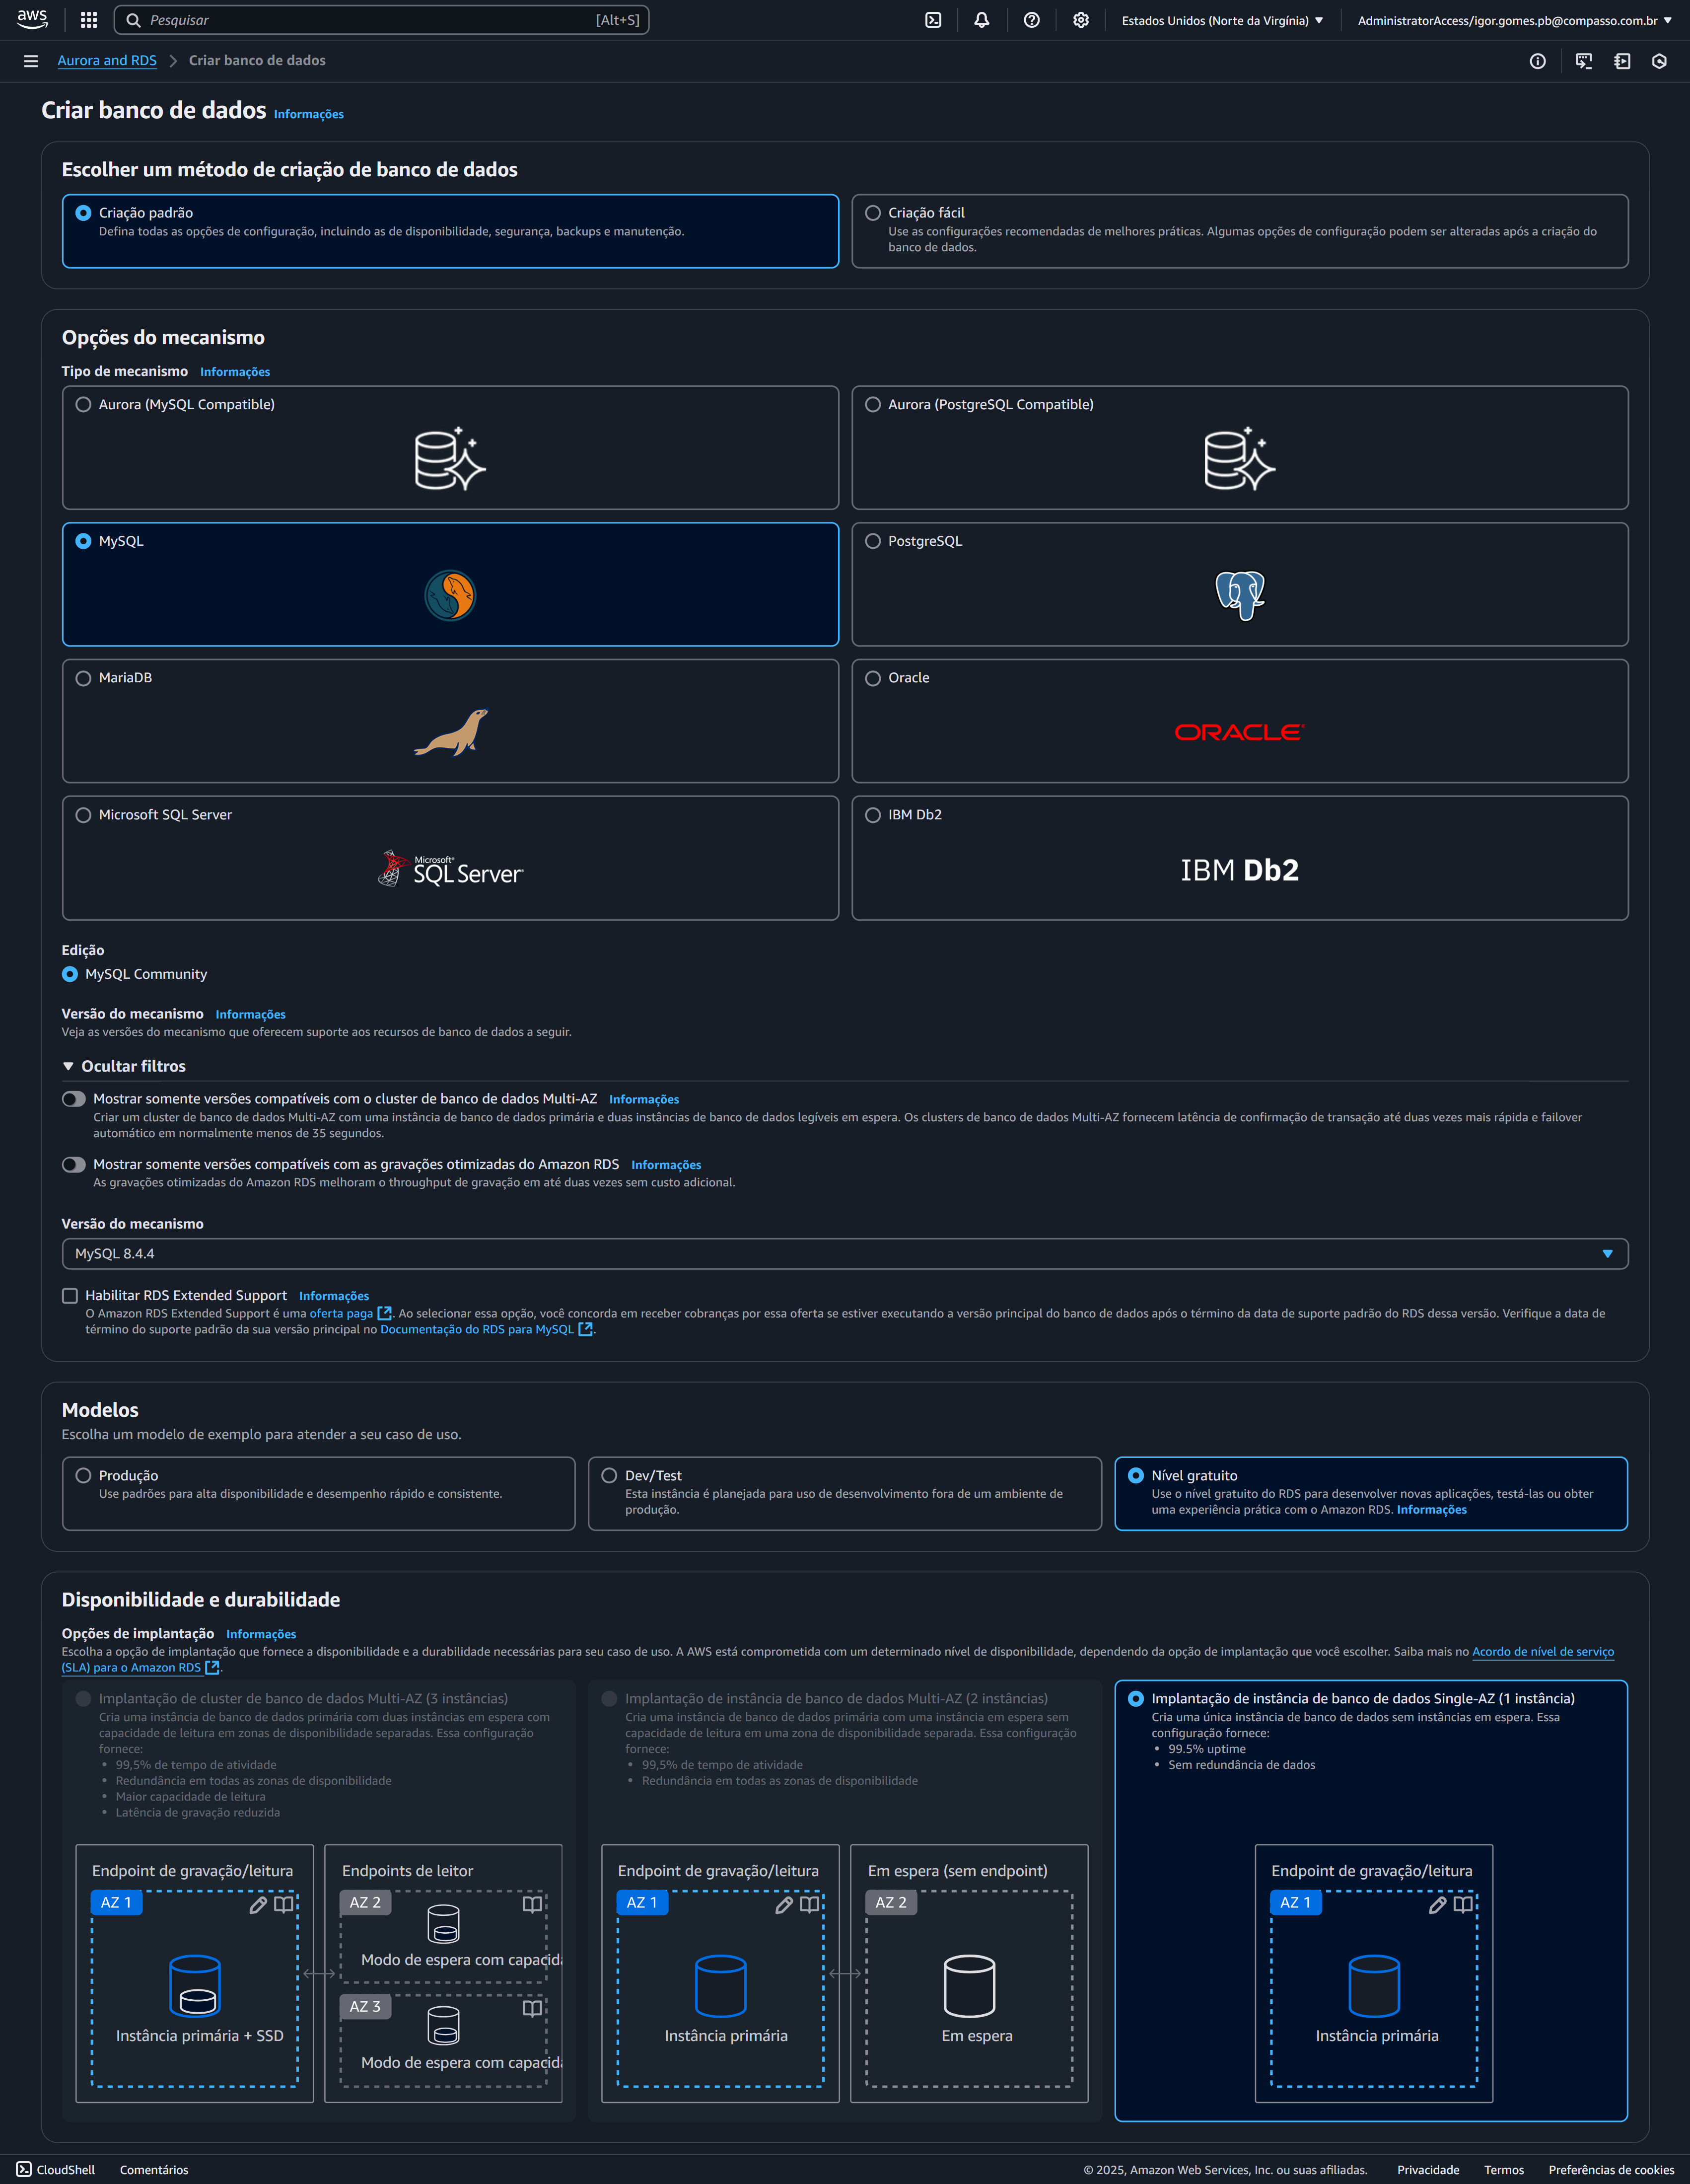 aws
Pesquisar
[Alt+S]
Estados Unidos (Norte da Virgínia)
AdministratorAccess/igor.gomes.pb@compasso.com.br
Aurora and RDS
Criar banco de dados
Criar banco de dados Informações
Escolher um método de criação de banco de dados
Criação padrão
Defina todas as opções de configuração, incluindo as de disponibilidade, segurança, backups e manutenção.
Criação fácil
Use as configurações recomendadas de melhores práticas. Algumas opções de configuração podem ser alteradas após a criação do
banco de dados.
Opções do mecanismo
Tipo de mecanismo Informações
Aurora (MySQL Compatible)
Aurora (PostgreSQL Compatible)
MySQL
PostgreSQL
MariaDB
Oracle
ORACLE
Microsoft SQL Server
Microsoft®
SQL Server
IBM Db2
IBM Db2
Edição
MySQL Community
Versão do mecanismo Informações
Veja as versões do mecanismo que oferecem suporte aos recursos de banco de dados a seguir.
Ocultar filtros
Mostrar somente versões compatíveis com o cluster de banco de dados Multi-AZ Informações
Criar um cluster de banco de dados Multi-AZ com uma instância de banco de dados primária e duas instâncias de banco de dados legíveis em espera. Os clusters de banco de dados Multi-AZ fornecem latência de confirmação de transação até duas vezes mais rápida e failover
automático em normalmente menos de 35 segundos.
Mostrar somente versões compatíveis com as gravações otimizadas do Amazon RDS Informações
As gravações otimizadas do Amazon RDS melhoram o throughput de gravação em até duas vezes sem custo adicional.
Versão do mecanismo
MySQL 8.4.4
Habilitar RDS Extended Support Informações
O Amazon RDS Extended Support é uma oferta paga. Ao selecionar essa opção, você concorda em receber cobranças por essa oferta se estiver executando a versão principal do banco de dados após o término da data de suporte padrão do RDS dessa versão. Verifique a data de
término do suporte padrão da sua versão principal no Documentação do RDS para MySQL.
Modelos
Escolha um modelo de exemplo para atender a seu caso de uso.
Produção
Use padrões para alta disponibilidade e desempenho rápido e consistente.
Dev/Test
Esta instância é planejada para uso de desenvolvimento fora de um ambiente de
produção.
Nível gratuito
Use o nível gratuito do RDS para desenvolver novas aplicações, testá-las ou obter
uma experiência prática com o Amazon RDS. Informações
Disponibilidade e durabilidade
Opções de implantação Informações
Escolha a opção de implantação que fornece a disponibilidade e a durabilidade necessárias para seu caso de uso. A AWS está comprometida com um determinado nível de disponibilidade, dependendo da opção de implantação que você escolher. Saiba mais no Acordo de nível de serviço
(SLA) para o Amazon RDS.
Implantação de cluster de banco de dados Multi-AZ (3 instâncias)
Cria uma instância de banco de dados primária com duas instâncias em espera com
capacidade de leitura em zonas de disponibilidade separadas. Essa configuração
fornece:
• 99,5% de tempo de atividade
• Redundância em todas as zonas de disponibilidade
• Maior capacidade de leitura
• Latência de gravação reduzida
Endpoint de gravação/leitura
AZ 1
Instância primária + SSD
Endpoints de leitor
AZ 2
Modo de espera com capacida
AZ 3
Modo de espera com capacida
Implantação de instância de banco de dados Multi-AZ (2 instâncias)
Cria uma instância de banco de dados primária com uma instância em espera sem
capacidade de leitura em uma zona de disponibilidade separada. Essa configuração
fornece:
• 99,5% de tempo de atividade
• Redundância em todas as zonas de disponibilidade
Endpoint de gravação/leitura
AZ 1
Instância primária
Em espera (sem endpoint)
AZ 2
Em espera
Implantação de instância de banco de dados Single-AZ (1 instância)
Cria uma única instância de banco de dados sem instâncias em espera. Essa
configuração fornece:
• 99.5% uptime
• Sem redundância de dados
Endpoint de gravação/leitura
AZ 1
Instância primária
CloudShell
Comentários
© 2025, Amazon Web Services, Inc. ou suas afiliadas.
Privacidade
Termos
Preferências de cookies